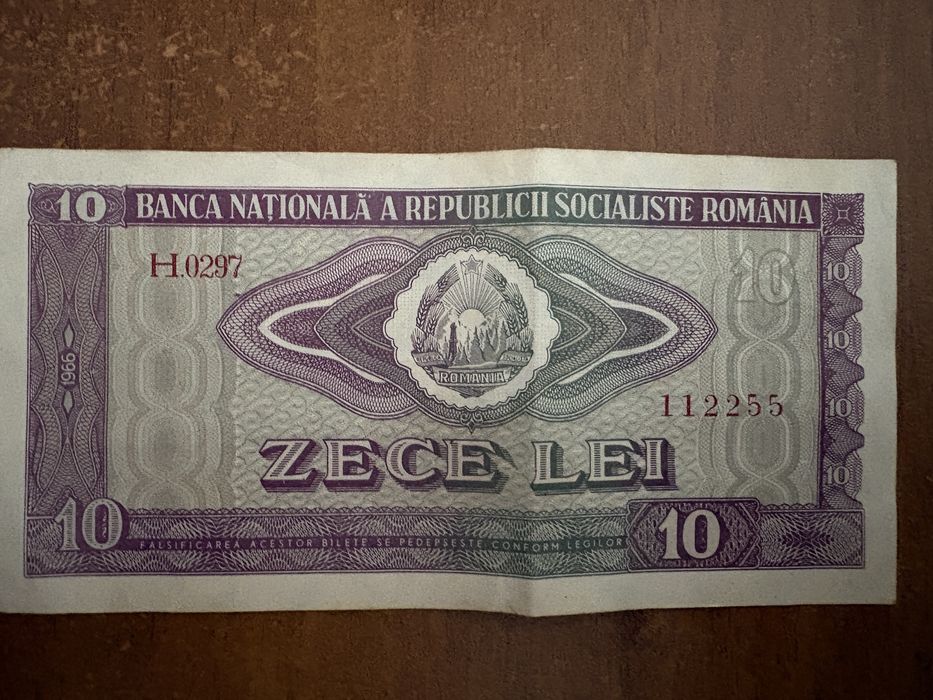 10 BANCA NAȚIONALĂ A REPUBLICII SOCIALISTE ROMÂNIA
H.0297
10
10
1966
ROMANIA
10
10
112255
10
ZECE LEI
10
10
FALSIFICAREA ACESTOR BILETE SE PEDEPSEȘTE CONFORM LEGILOR
10